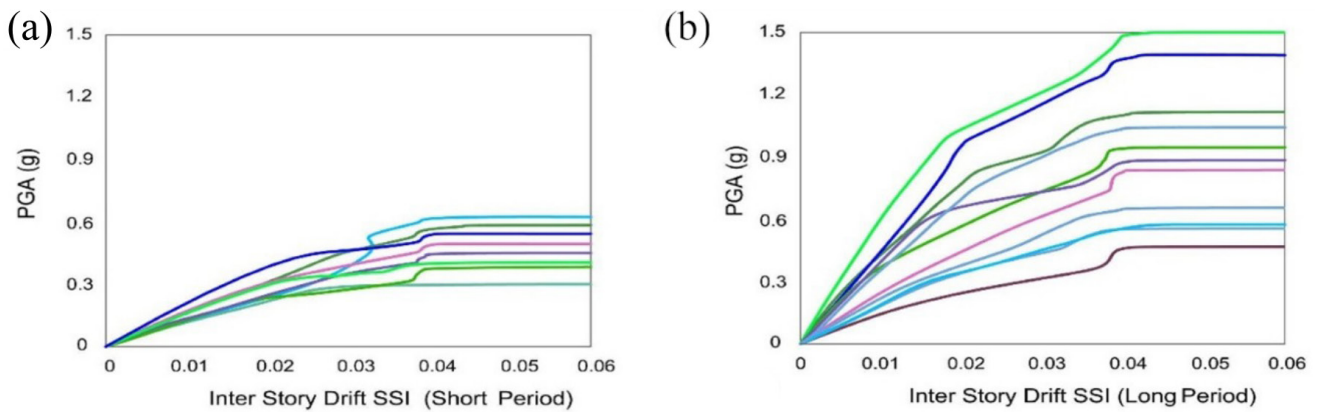 (a)
PGA (g)
1.5
1.2
0.9
0.6
0.3
0
0 0.01 0.02 0.03 0.04 0.05 0.06
Inter Story Drift SSI (Short Period)
(b)
PGA (g)
1.5
1.2
0.9
0.6
0.3
0
0 0.01 0.02 0.03 0.04 0.05 0.06
Inter Story Drift SSI (Long Period)